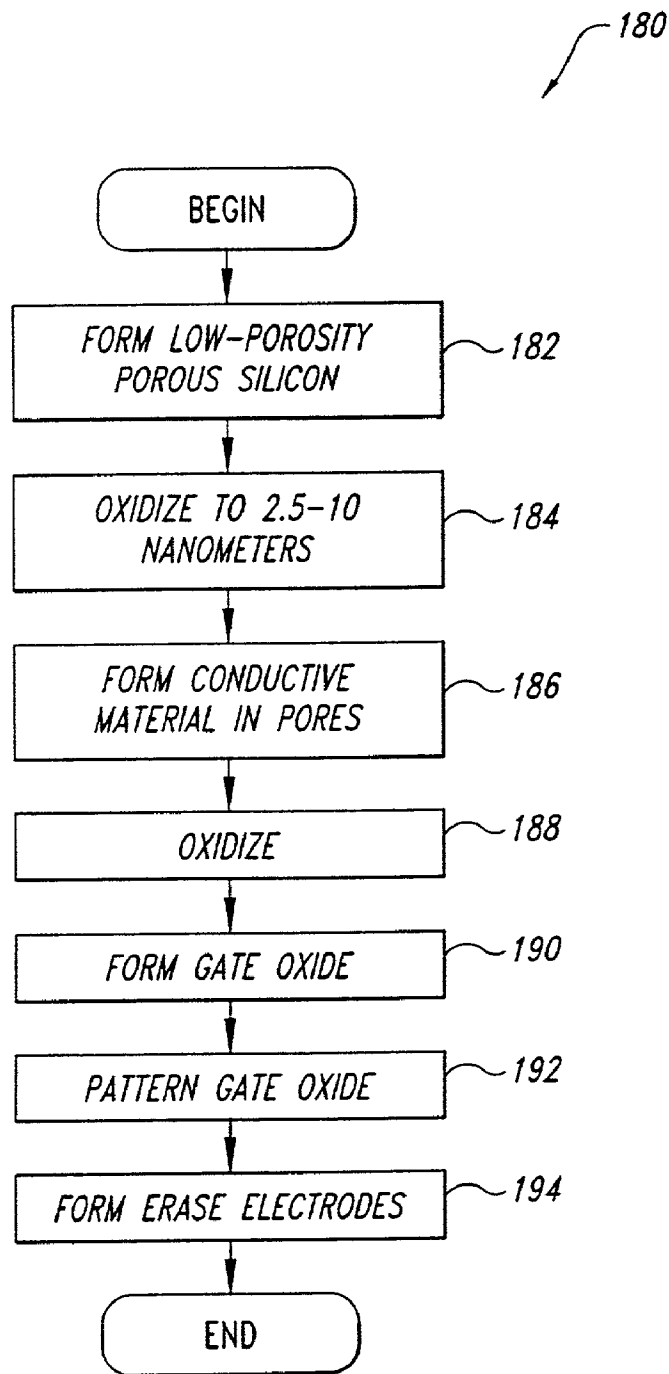 180
BEGIN
FORM LOW-POROSITY
POROUS SILICON
182
OXIDIZE TO 2.5-10
NANOMETERS
184
FORM CONDUCTIVE
MATERIAL IN PORES
186
OXIDIZE
188
FORM GATE OXIDE
190
PATTERN GATE OXIDE
192
FORM ERASE ELECTRODES
194
END